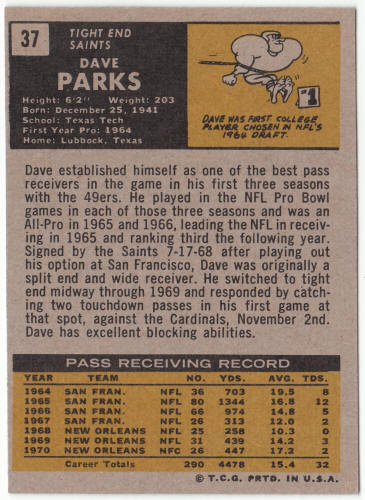 37
TIGHT END
SAINTS
DAVE
PARKS
Height: 6'2" Weight: 203
Born: December 25, 1941
School: Texas Tech
First Year Pro: 1964
Home: Lubbock, Texas
#1
DAVE WAS FIRST COLLEGE
PLAYER CHOSEN IN NFL'S
1964 DRAFT.
Dave established himself as one of the best pass
receivers in the game in his first three seasons
with the 49ers. He played in the NFL Pro Bowl
games in each of those three seasons and was an
All-Pro in 1965 and 1966, leading the NFL in receiv-
ing in 1965 and ranking third the following year.
Signed by the Saints 7-17-68 after playing out
his option at San Francisco, Dave was originally a
split end and wide receiver. He switched to tight
end midway through 1969 and responded by catch-
ing two touchdown passes in his first game at
that spot, against the Cardinals, November 2nd.
Dave has excellent blocking abilities.
PASS RECEIVING RECORD
YEAR TEAM NO. YDS. AVG. TDS
1964 SAN FRAN. NFL 36 703 19.5 8
1965 SAN FRAN. NFL 80 1344 16.8 12
1966 SAN FRAN. NFL 66 974 14.8 5
1967 SAN FRAN. NFL 26 313 12.0 2
1968 NEW ORLEANS NFL 25 258 10.3 0
1969 NEW ORLEANS NFL 31 439 14.2 3
1970 NEW ORLEANS NFC 26 447 17.2 2
Career Totals 290 4478 15.4 32
© T.C.G. PRTD. IN U.S.A.